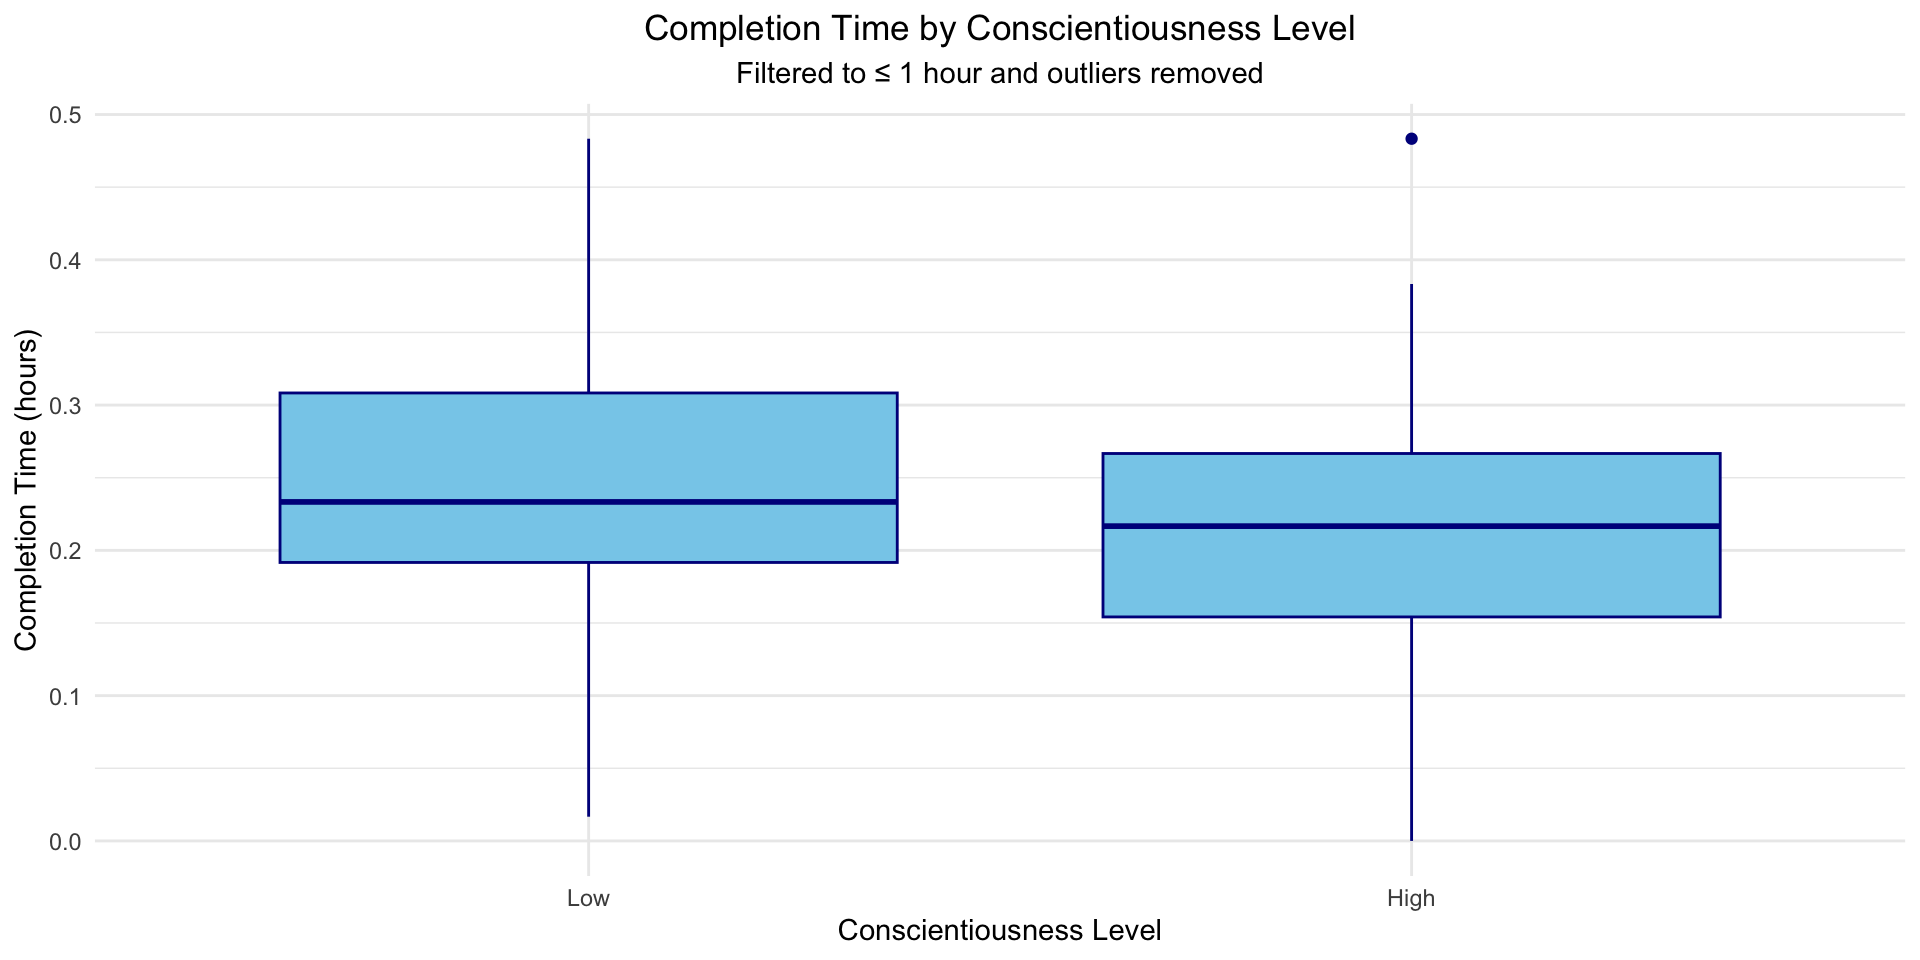 Completion Time by Conscientiousness Level
Filtered to ≤ 1 hour and outliers removed
Completion Time (hours)
0.5
0.4
0.3
0.2
0.1
0.0
Low
High
Conscientiousness Level